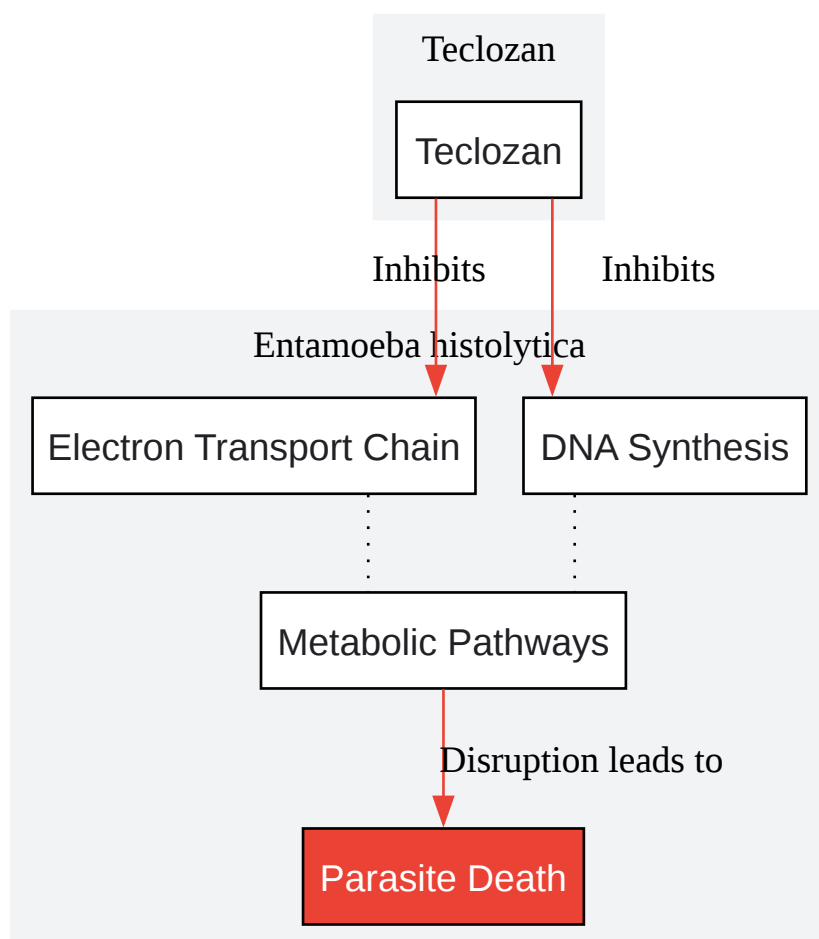 Teclozan
Teclozan
Inhibits
Inhibits
Entamoeba histolytica
Electron Transport Chain
DNA Synthesis
Metabolic Pathways
Disruption leads to
Parasite Death